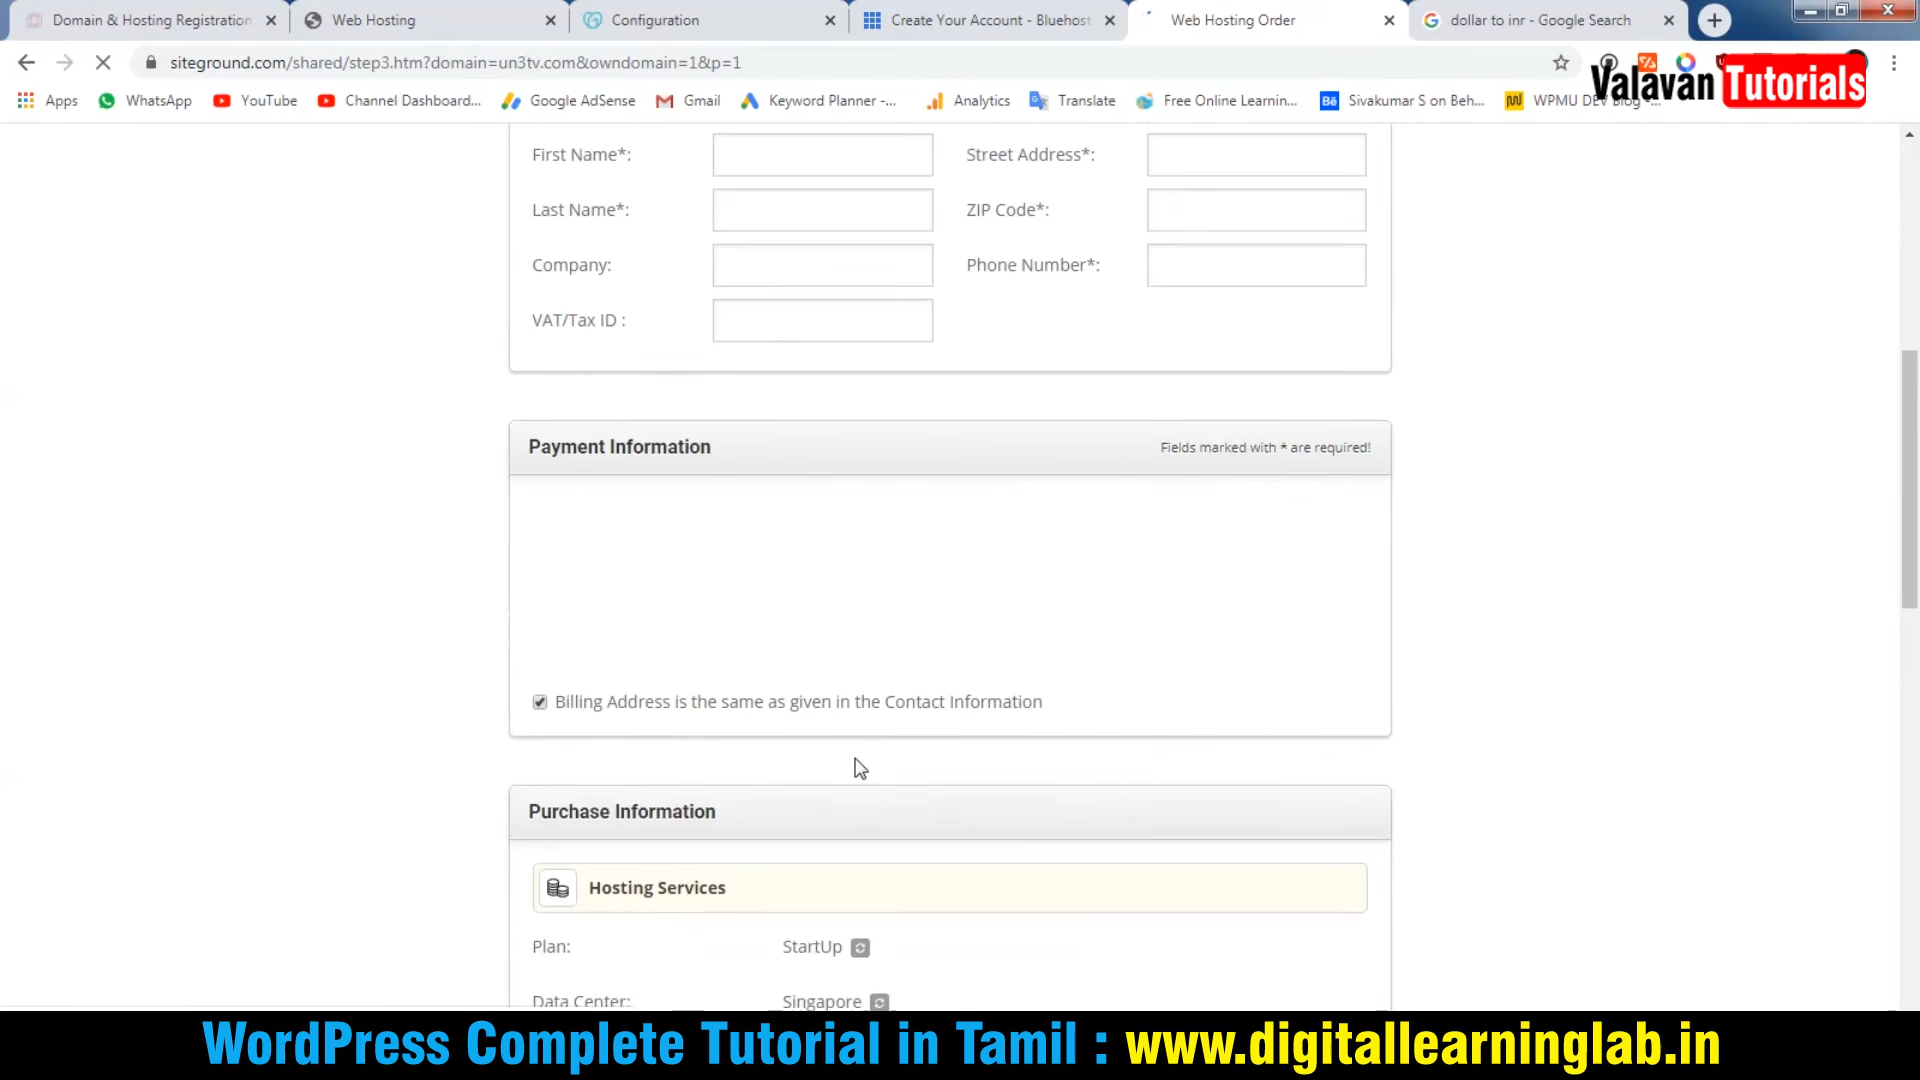 Domain & Hosting Registration
Web Hosting
Configuration
Create Your Account - Bluehost
Web Hosting Order
dollar to inr - Google Search
siteground.com/shared/step3.htm?domain=un3tv.com&owndomain=1&p=1
Apps
WhatsApp
YouTube
Channel Dashboard...
Google AdSense
Gmail
Keyword Planner -...
Analytics
Translate
Free Online Learnin...
Sivakumar S on Beh...
WPMU DEV Blog -...
Valavan Tutorials
First Name*:
Street Address*:
Last Name*:
ZIP Code*:
Company:
Phone Number*:
VAT/Tax ID :
Payment Information
Fields marked with * are required!
Billing Address is the same as given in the Contact Information
Purchase Information
Hosting Services
Plan: StartUp
Data Center: Singapore
WordPress Complete Tutorial in Tamil : www.digitallearninglab.in